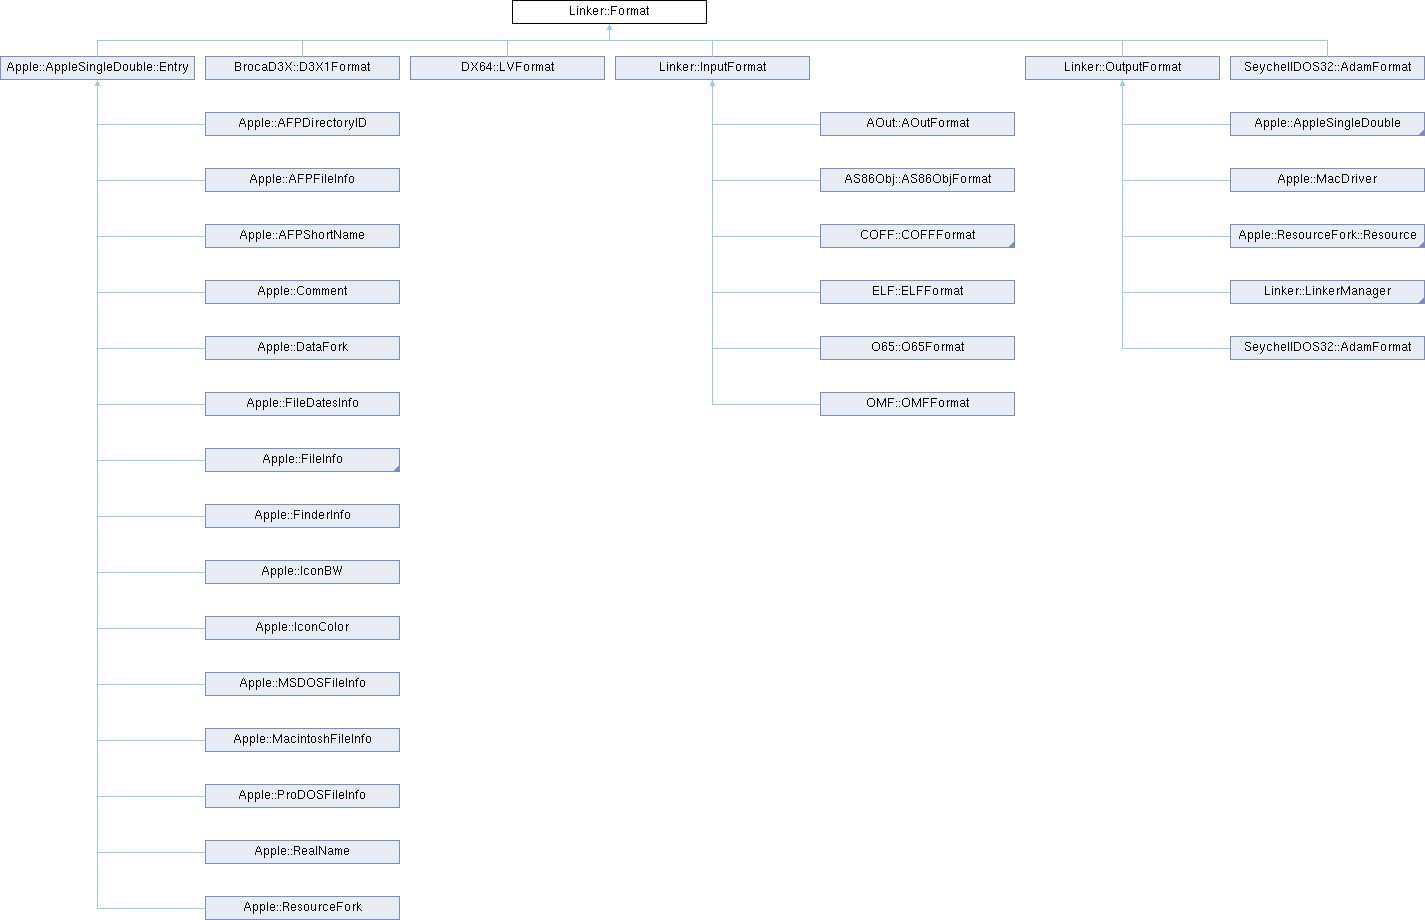 Linker::Format
Apple::AppleSingleDouble::Entry
BrocaD3X::D3X1Format
DX64::LVFormat
Linker::InputFormat
Linker::OutputFormat
SeychellDOS32::AdamFormat
Apple::AFPDirectoryID
AOut::AOutFormat
Apple::AppleSingleDouble
Apple::AFPFileInfo
AS86Obj::AS86ObjFormat
Apple::MacDriver
Apple::AFPShortName
COFF::COFFFormat
Apple::ResourceFork::Resource
Apple::Comment
ELF::ELFFormat
Linker::LinkerManager
Apple::DataFork
O65::O65Format
SeychellDOS32::AdamFormat
Apple::FileDatesInfo
OMF::OMFFormat
Apple::FileInfo
Apple::FinderInfo
Apple::IconBW
Apple::IconColor
Apple::MSDOSFileInfo
Apple::MacintoshFileInfo
Apple::ProDOSFileInfo
Apple::RealName
Apple::ResourceFork